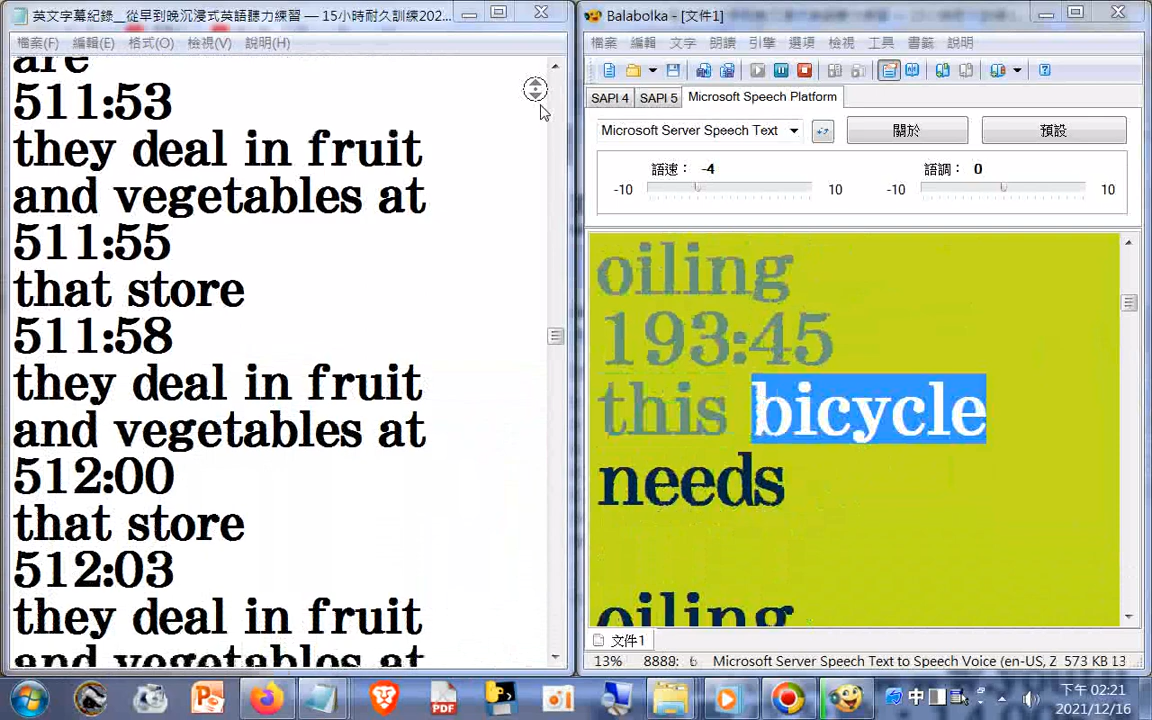 英文字幕紀錄__從早到晚沉浸式英語聽力練習 — 15小時耐久訓練202...
檔案(F) 編輯(E) 格式(O) 檢視(V) 說明(H)
are
511:53
they deal in fruit
and vegetables at
511:55
that store
511:58
they deal in fruit
and vegetables at
512:00
that store
512:03
they deal in fruit
and vegetables at
Balabolka - [文件1]
檔案 編輯 文字 朗讀 引擎 選項 檢視 工具 書籤 說明
SAPI 4 SAPI 5 Microsoft Speech Platform
Microsoft Server Speech Text 關於 預設
語速： -4 語調： 0
-10 10 -10 10
oiling
193:45
this bicycle
needs
oiling
文件1
13% 8888: 6 Microsoft Server Speech Text to Speech Voice (en-US, Z 573 KB 13
PDF
中
下午 02:21
2021/12/16